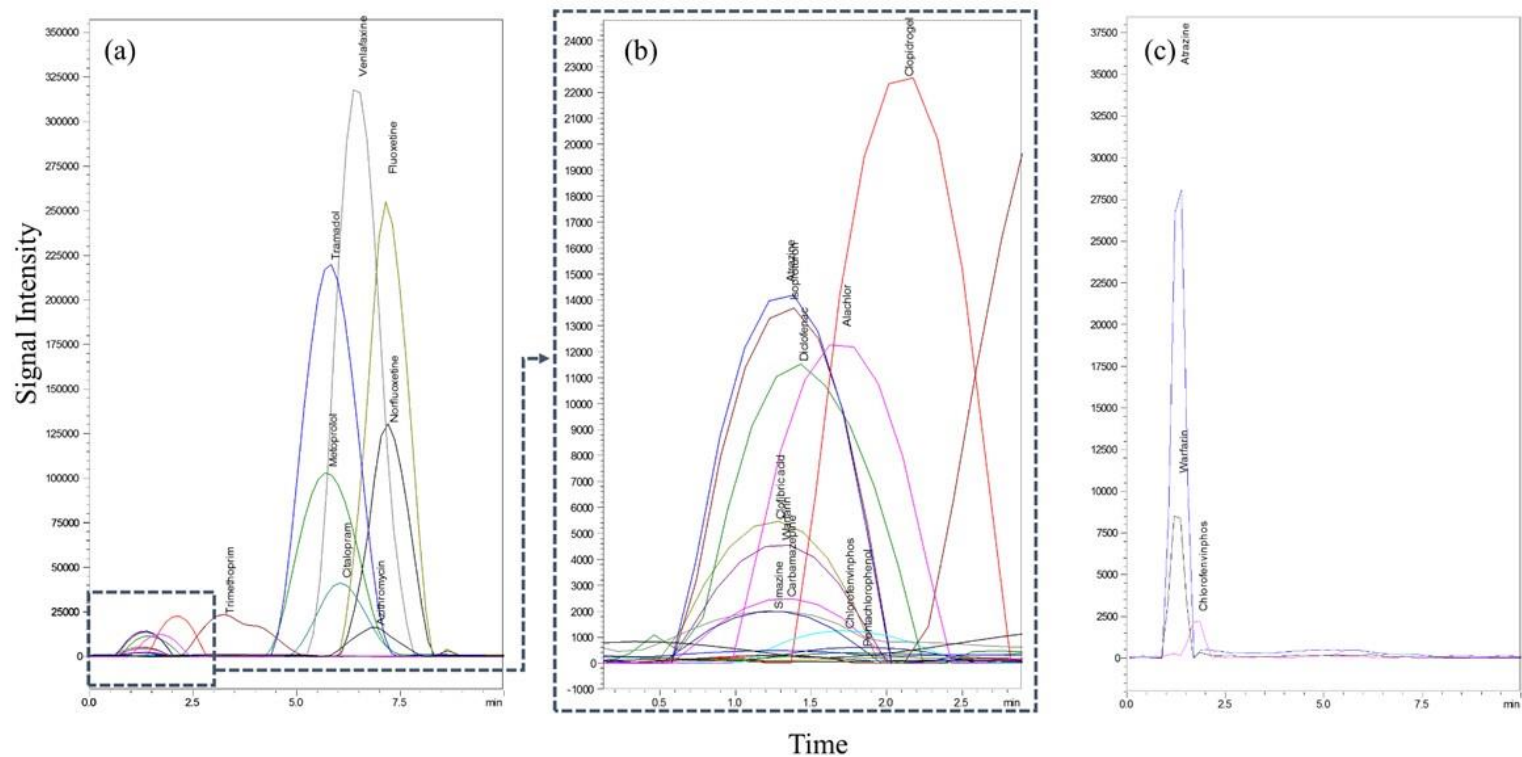 (a)
350000
325000
300000
275000
250000
225000
200000
175000
150000
125000
100000
75000
50000
25000
0
0.0
2.5
5.0
7.5
min
Venlafaxine
Fluoxetine
Tramadol
Norfluoxetine
Metoprolol
Citalopram
Azithromycin
Trimethoprim
Signal Intensity
(b)
24000
23000
22000
21000
20000
19000
18000
17000
16000
15000
14000
13000
12000
11000
10000
9000
8000
7000
6000
5000
4000
3000
2000
1000
0
-1000
0.5
1.0
1.5
2.0
2.5
min
Clopidrogel
Atrazine
Isoproturon
Alachlor
Diclofenac
Clofibric acid
Warfarin
Carbamazepine
Simazine
Chlorofenvinphos
Pentachlorophenol
Time
(c)
37500
35000
32500
30000
27500
25000
22500
20000
17500
15000
12500
10000
7500
5000
2500
0
0.0
2.5
5.0
7.5
min
Atrazine
Warfarin
Chlorofenvinphos